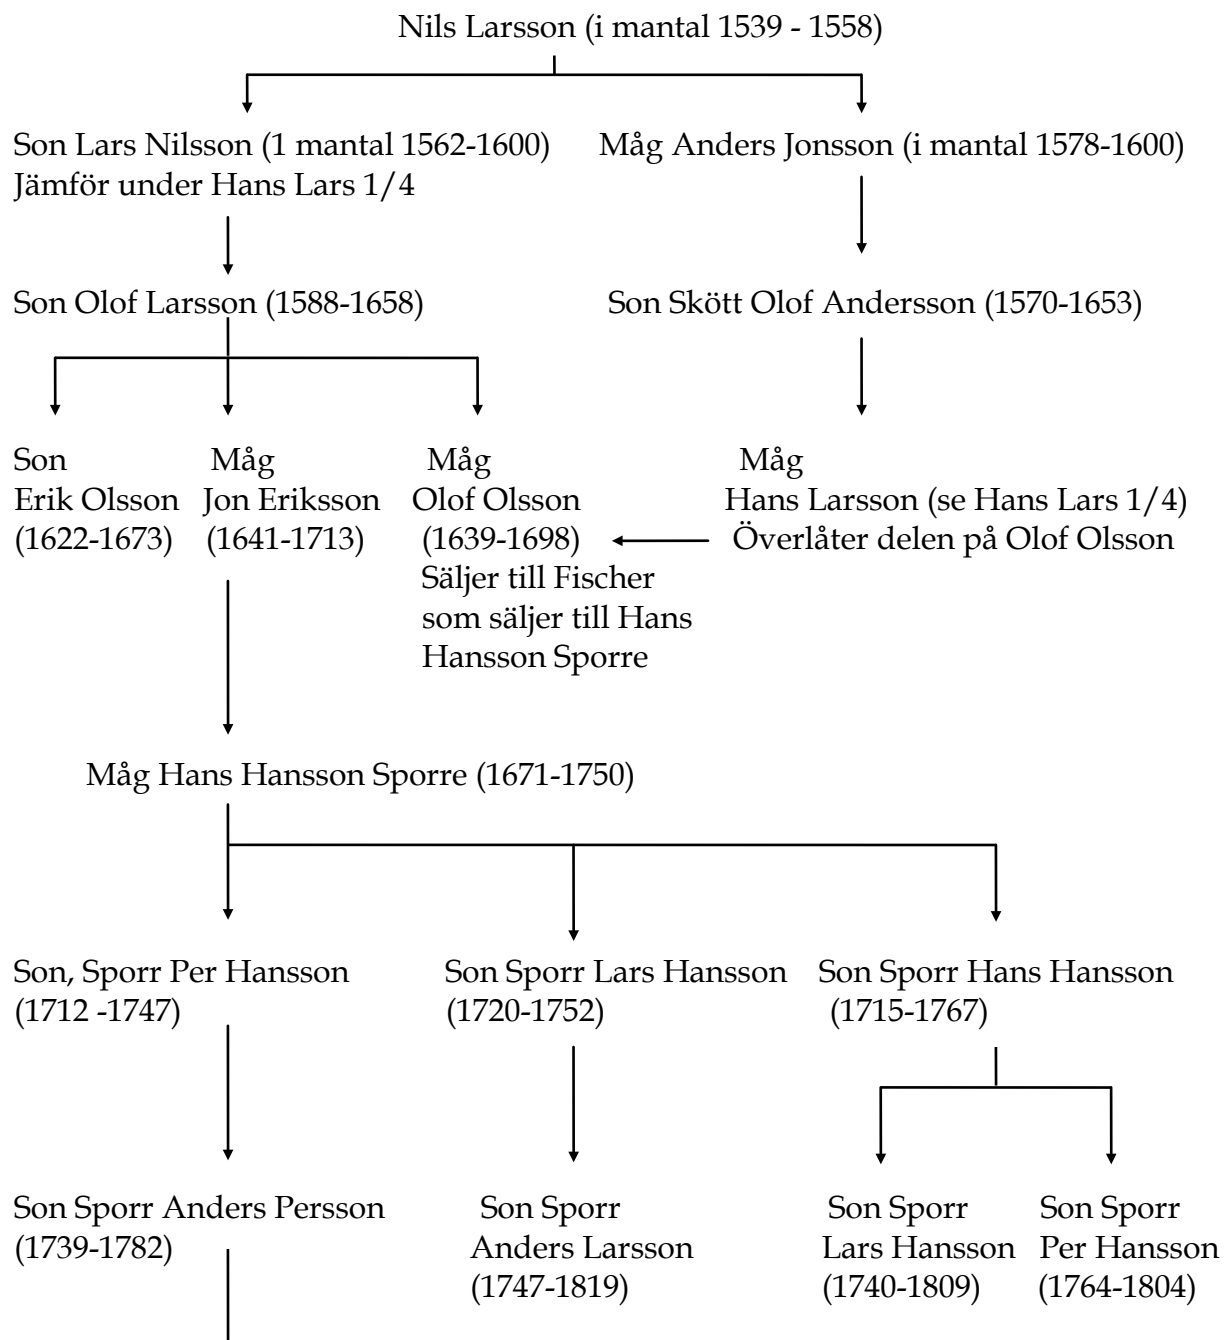 Nils Larsson (i mantal 1539 - 1558)
Son Lars Nilsson (1 mantal 1562-1600)
Jämför under Hans Lars 1/4
Måg Anders Jonsson (i mantal 1578-1600)
Son Olof Larsson (1588-1658)
Son Skött Olof Andersson (1570-1653)
Son
Erik Olsson
(1622-1673)
Måg
Jon Eriksson
(1641-1713)
Måg
Olof Olsson
(1639-1698)
Säljer till Fischer
som säljer till Hans
Hansson Sporre
Måg
Hans Larsson (se Hans Lars 1/4)
Överlåter delen på Olof Olsson
Måg Hans Hansson Sporre (1671-1750)
Son, Sporr Per Hansson
(1712 -1747)
Son Sporr Lars Hansson
(1720-1752)
Son Sporr Hans Hansson
(1715-1767)
Son Sporr Anders Persson
(1739-1782)
Son Sporr
Anders Larsson
(1747-1819)
Son Sporr
Lars Hansson
(1740-1809)
Son Sporr
Per Hansson
(1764-1804)